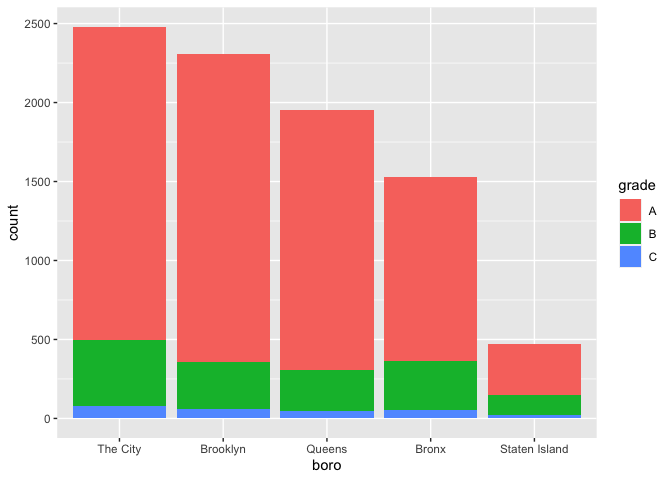 2500
2000
1500
1000
500
0
count
The City Brooklyn Queens Bronx Staten Island
boro
grade
A
B
C